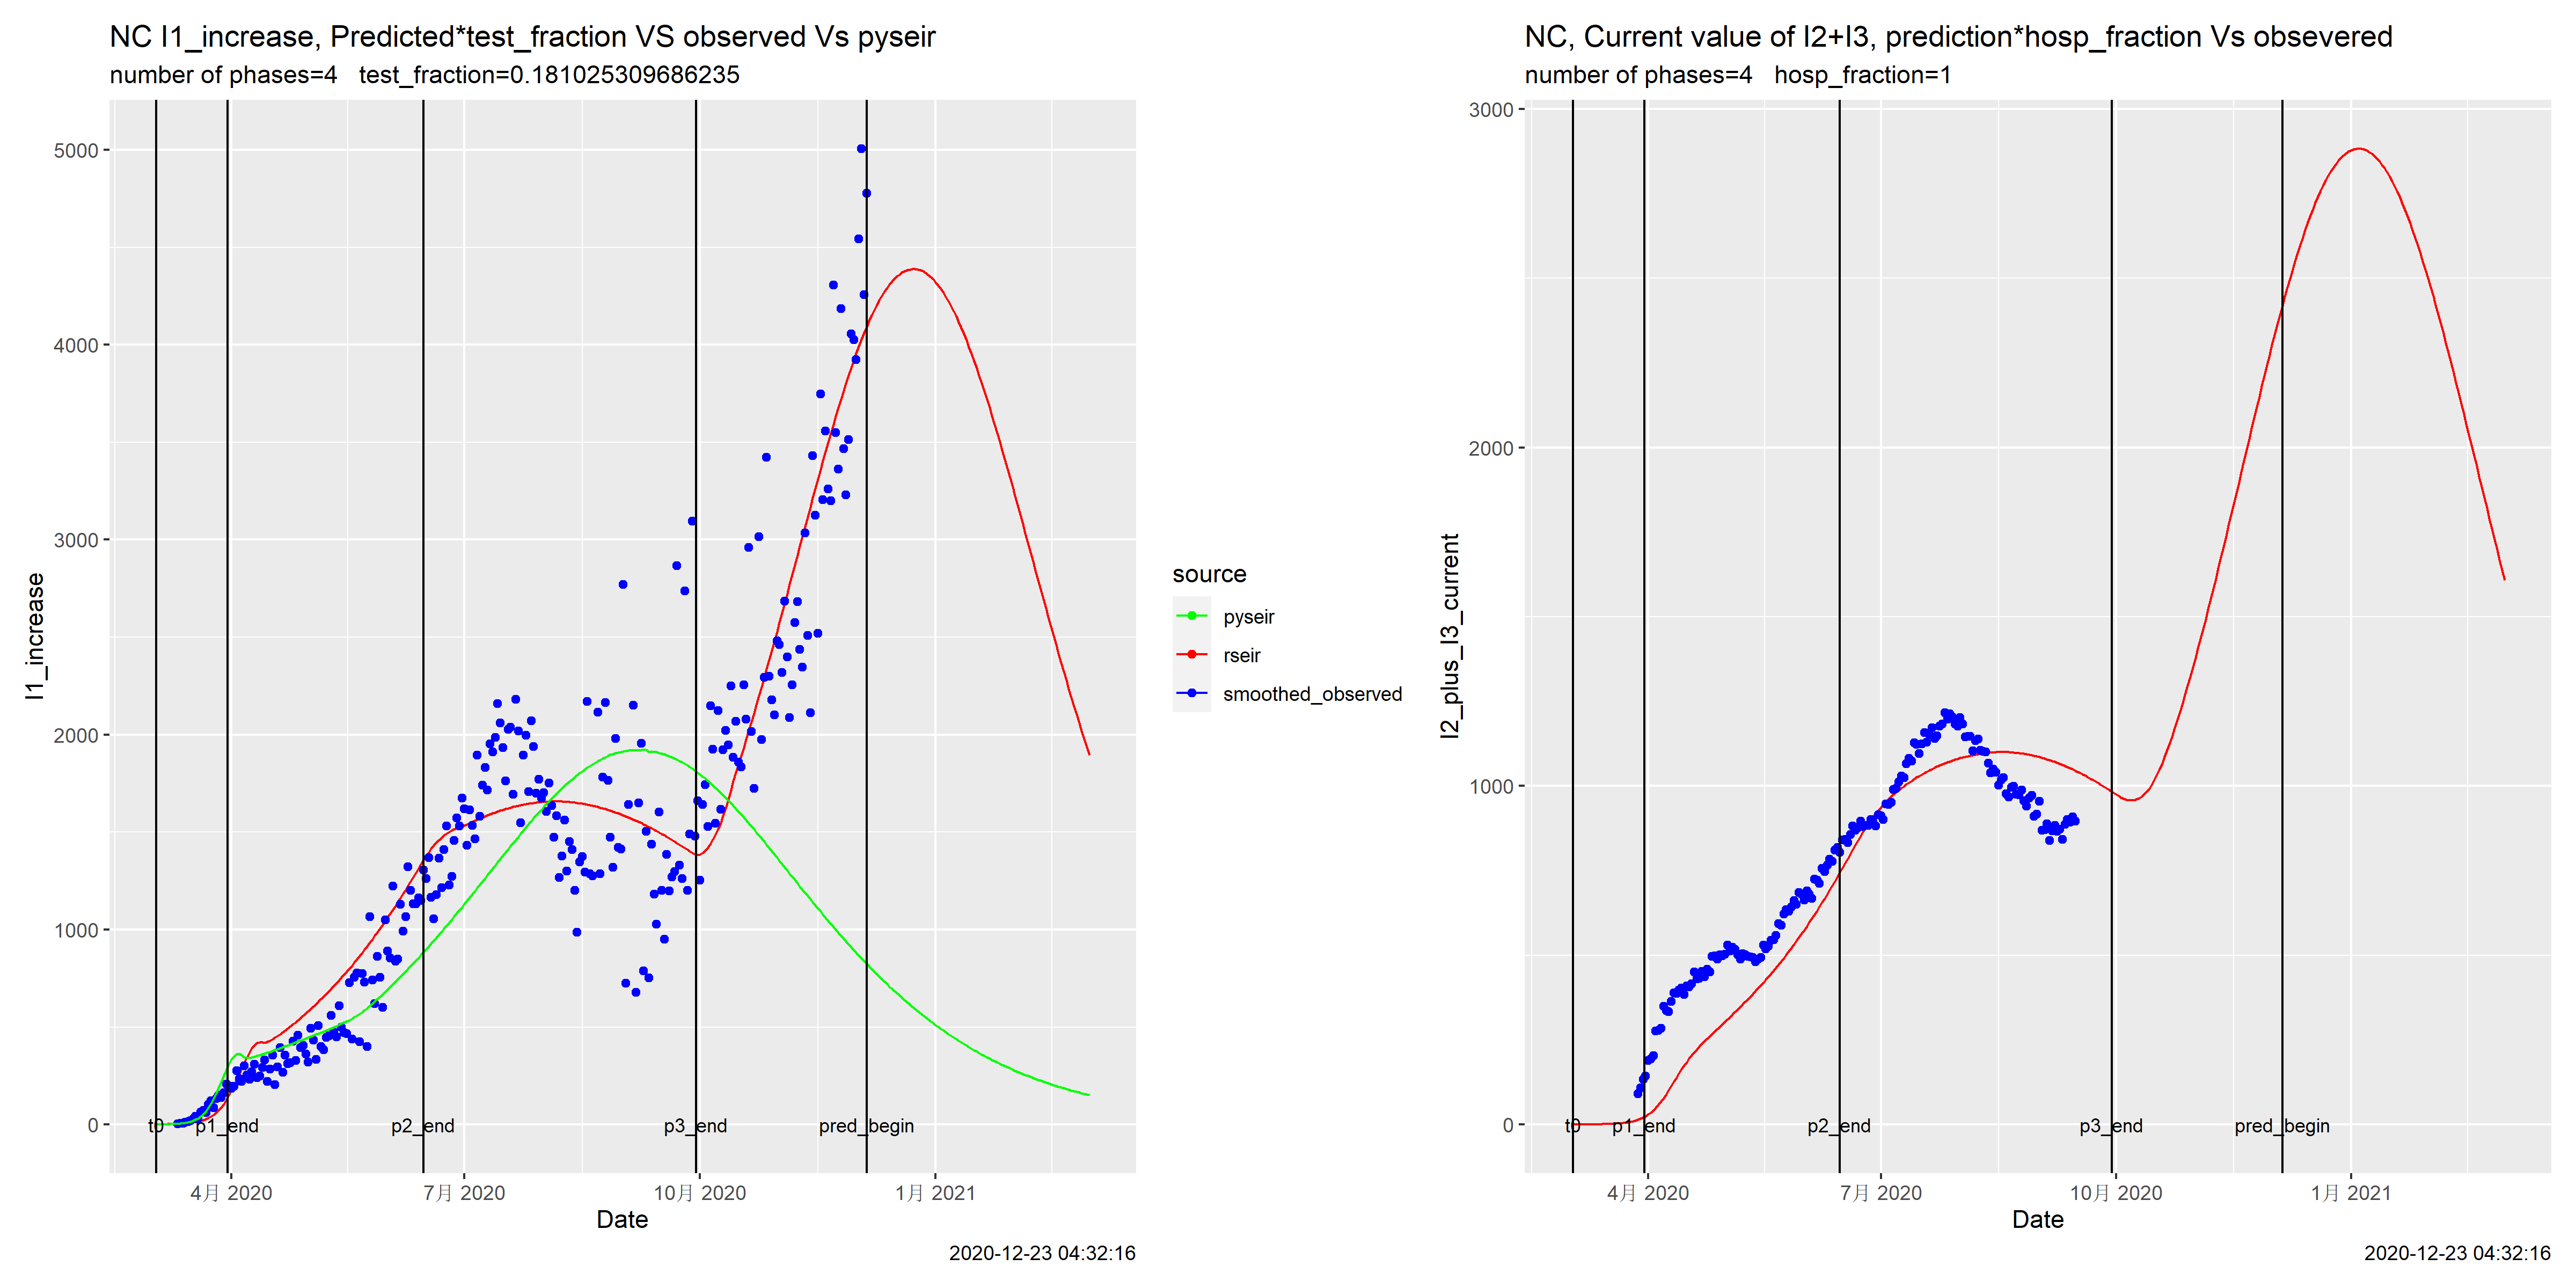 NC I1_increase, Predicted*test_fraction VS observed Vs pyseir
number of phases=4 test_fraction=0.181025309686235
I1_increase
5000
4000
3000
2000
1000
0
t0 p1_end p2_end p3_end pred_begin
4月 2020 7月 2020 10月 2020 1月 2021
Date
2020-12-23 04:32:16
source
pyseir
rseir
smoothed_observed
NC, Current value of I2+I3, prediction*hosp_fraction Vs obsevered
number of phases=4 hosp_fraction=1
I2_plus_I3_current
3000
2000
1000
0
t0 p1_end p2_end p3_end pred_begin
4月 2020 7月 2020 10月 2020 1月 2021
Date
2020-12-23 04:32:16